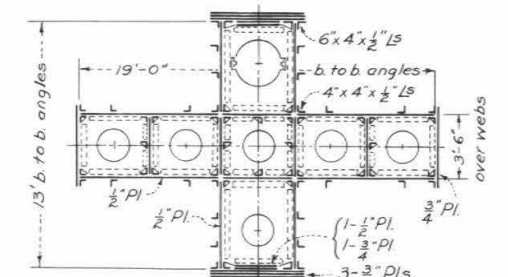 6"x4"x½"Ls
19'-0"
b. to b. angles
4"x4"x½"Ls
13' b. to b. angles
3'-6"
over webs
½"Pl.
¾"Pl.
½"Pl.
1-½"Pl.
1-¾"Pl.
3-¾"Pls